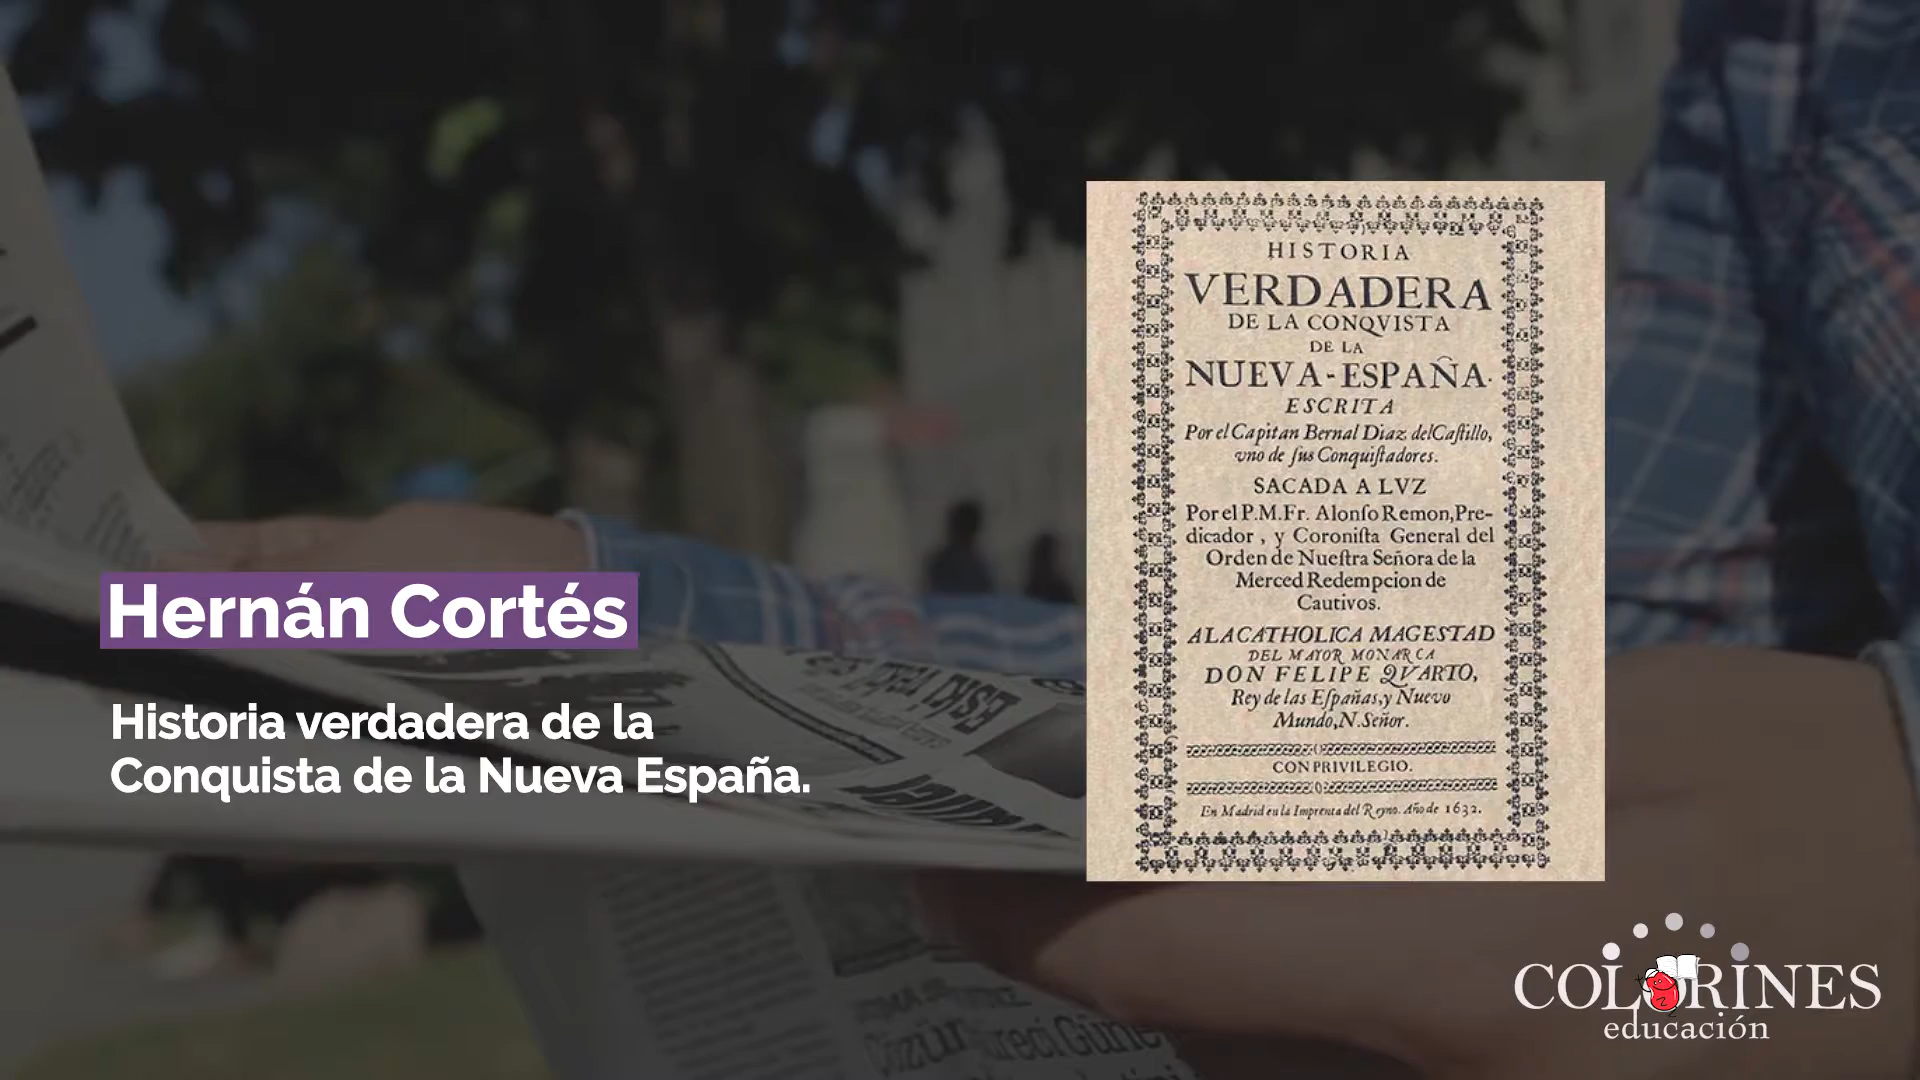 Hernán Cortés
Historia verdadera de la
Conquista de la Nueva España.
HISTORIA
VERDADERA
DE LA CONQVISTA
DE LA
NUEVA-ESPAÑA.
ESCRITA
Por el Capitan Bernal Diaz del Caſtillo,
vno de ſus Conquiſtadores.
SACADA A LVZ
Por el P.M.Fr. Alonſo Remon, Pre-
dicador, y Coroniſta General del
Orden de Nueſtra Señora de la
Merced Redempcion de
Cautivos.
A LA CATHOLICA MAGESTAD
DEL MAYOR MONARCA
DON FELIPE QVARTO,
Rey de las Eſpañas, y Nuevo
Mundo, N. Señor.
CON PRIVILEGIO.
En Madrid en la Imprenta del Reyno. Año de 1632.
COLORINES
educación